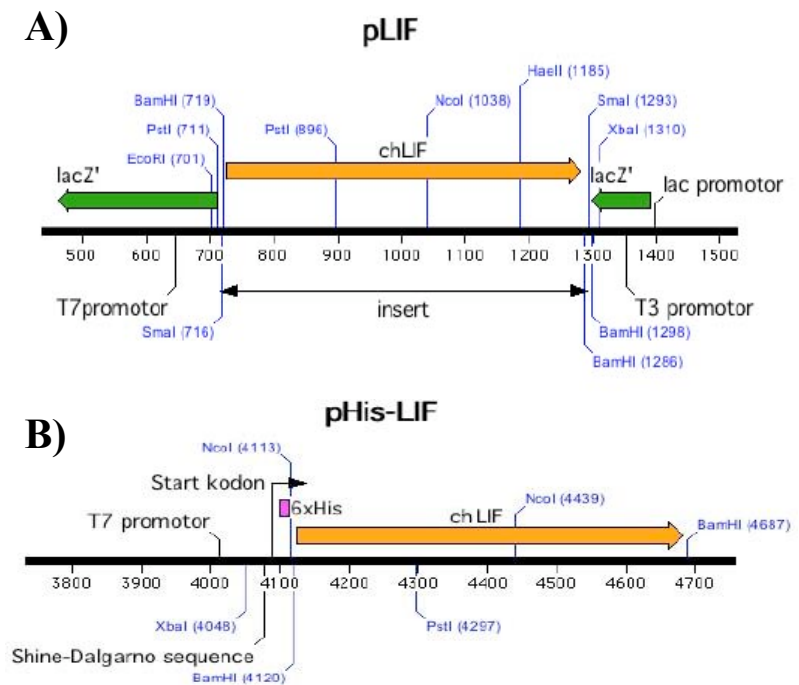 A)
pLIF
HaeII (1185)
BamHI (719)
NcoI (1038)
SmaI (1293)
PstI (711)
PstI (896)
XbaI (1310)
EcoRI (701)
chLIF
lacZ'
lacZ'
lac promotor
500 600 700 800 900 1000 1100 1200 1300 1400 1500
T7promotor
insert
T3 promotor
SmaI (716)
BamHI (1298)
BamHI (1286)
pHis-LIF
B)
NcoI (4113)
Start kodon
6xHis
NcoI (4439)
T7 promotor
chLIF
BamHI (4687)
3800 3900 4000 4100 4200 4300 4400 4500 4600 4700
XbaI (4048)
PstI (4297)
Shine-Dalgarno sequence
BamHI (4120)